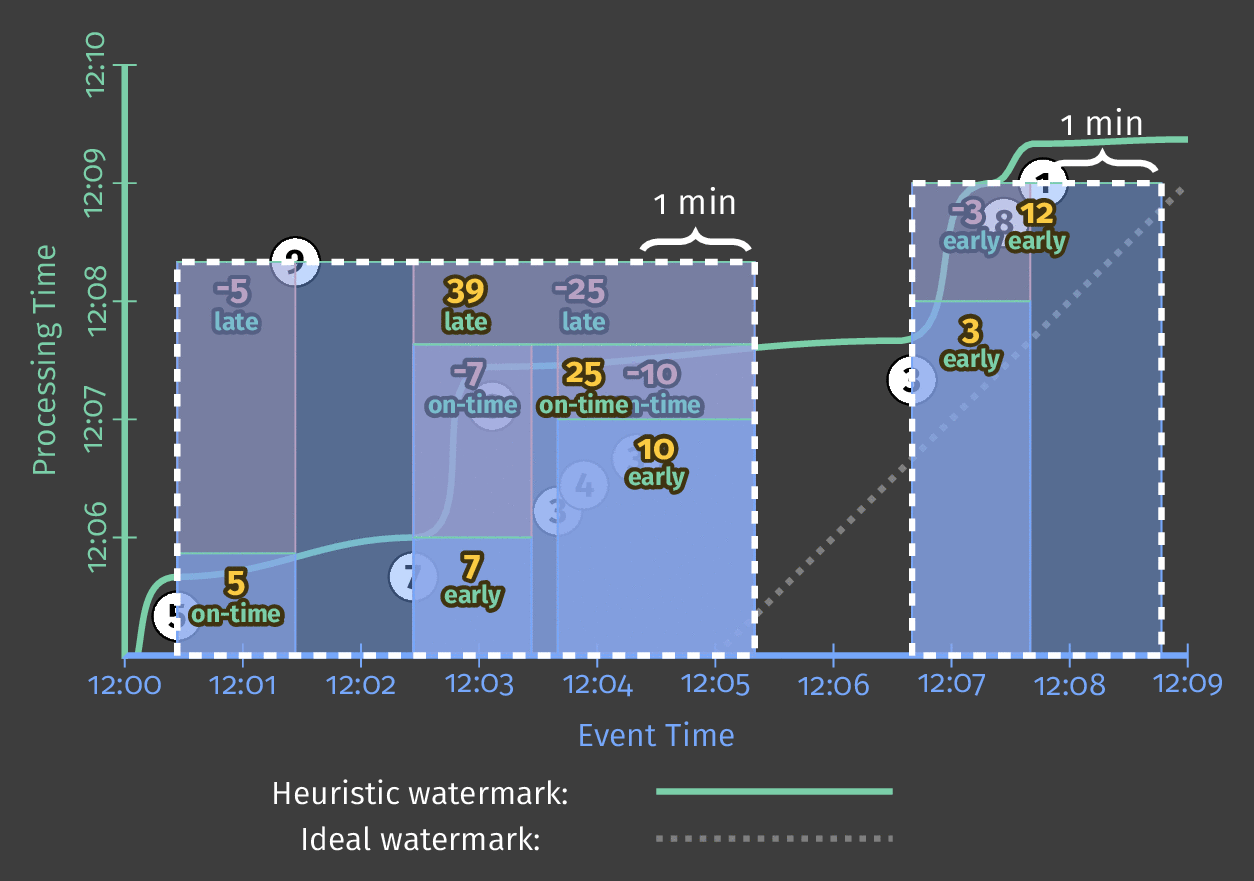 12:10
12:09
12:08
12:07
12:06
Processing Time
1 min
1 min
1
-3
early
8
12
early
9
-5
late
39
late
-25
late
3
early
-7
on-time
25
on-time
-10
n-time
3
10
early
4
3
5
5
on-time
7
7
early
3
12:00
12:01
12:02
12:03
12:04
12:05
12:06
12:07
12:08
12:09
Event Time
Heuristic watermark:
Ideal watermark: